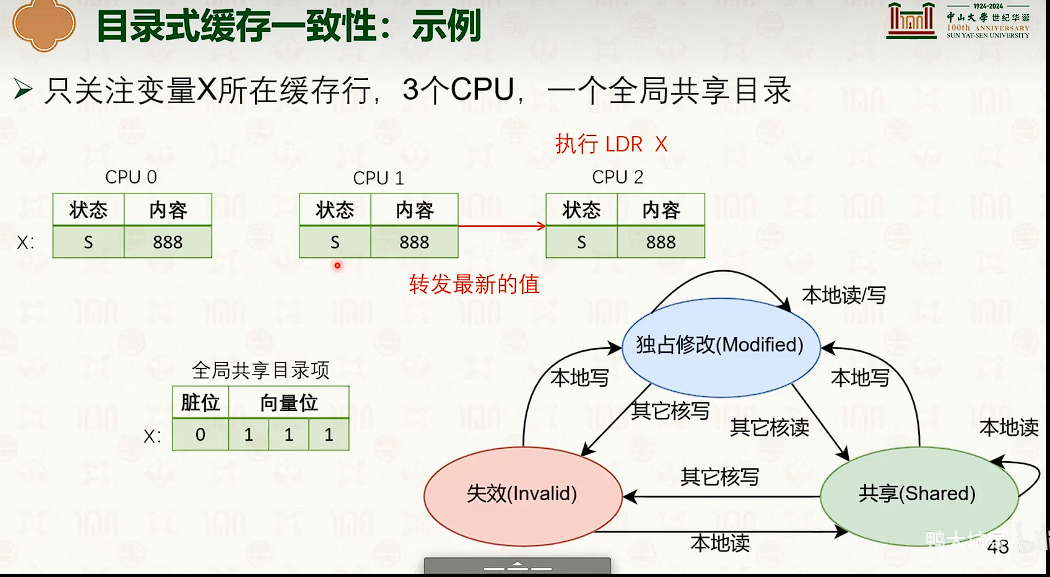 目录式缓存一致性：示例
1924-2024
中山大学 世纪华诞
100th ANNIVERSARY
SUN YAT-SEN UNIVERSITY
只关注变量X所在缓存行，3个CPU，一个全局共享目录
执行 LDR X
CPU 0
CPU 1
CPU 2
状态 内容
状态 内容
状态 内容
X: S 888
S 888
S 888
转发最新的值
本地读/写
独占修改(Modified)
本地写
本地写
其它核写
其它核读
本地读
全局共享目录项
脏位 向量位
X: 0 1 1 1
其它核写
失效(Invalid)
共享(Shared)
本地读
43